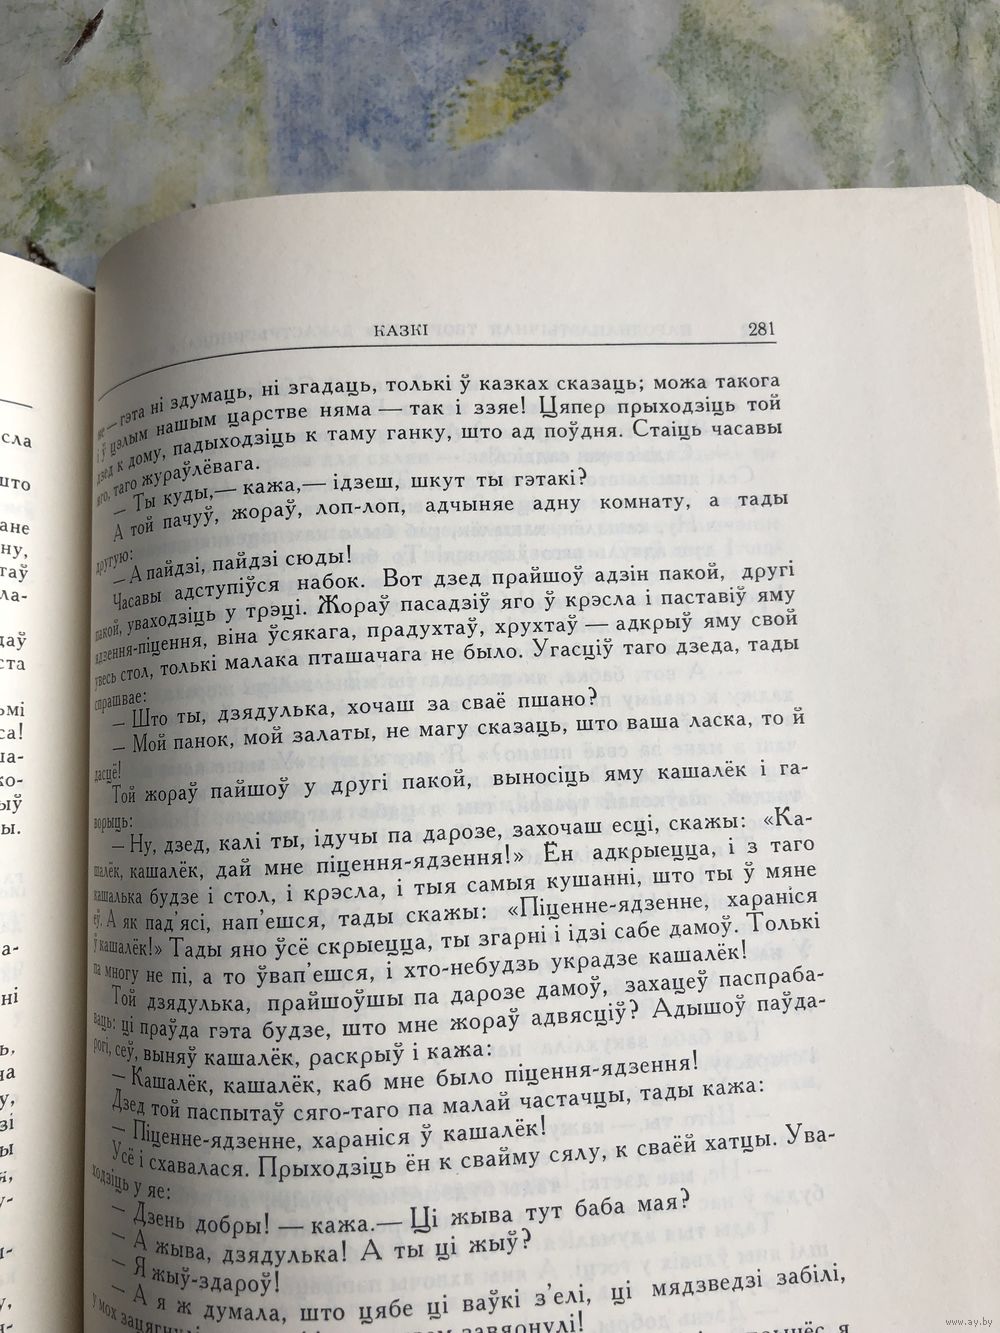 КАЗКІ 281
не — гэта ні здумаць, ні згадаць, толькі ў казках сказаць; можа такога
і ў цэлым нашым царстве няма — так і ззяе! Цяпер прыходзіць той
дзед к дому, падыходзіць к таму ганку, што ад поўдня. Стаіць часавы
яго, таго жураўлёвага.
— Ты куды,— кажа,— ідзеш, шкут ты гэтакі?
А той пачуў, жораў, лоп-лоп, адчыняе адну комнату, а тады
другую:
— А пайдзі, пайдзі сюды!
Часавы адступіўся набок. Вот дзед прайшоў адзін пакой, другі
пакой, уваходзіць у трэці. Жораў пасадзіў яго ў крэсла і паставіў яму
ядзення-піцення, віна ўсякага, прадухтаў, хрухтаў — адкрыў яму свой
увесь стол, толькі малака пташачага не было. Угасціў таго дзеда, тады
спрашвае:
— Што ты, дзядулька, хочаш за сваё пшано?
— Мой панок, мой залаты, не магу сказаць, што ваша ласка, то й
дасцё!
Той жораў пайшоў у другі пакой, выносіць яму кашалёк і га-
ворыць:
— Ну, дзед, калі ты, ідучы па дарозе, захочаш есці, скажы: «Ка-
шалёк, кашалёк, дай мне піцення-ядзення!» Ён адкрыецца, і з таго
кашалька будзе і стол, і крэсла, і тыя самыя кушанні, што ты ў мяне
еў. А як пад'ясі, нап'ешся, тады скажы: «Піценне-ядзенне, хараніся
ў кашалёк!» Тады яно ўсё скрыецца, ты згарні і ідзі сабе дамоў. Толькі
па многу не пі, а то ўвап'ешся, і хто-небудзь украдзе кашалёк!
Той дзядулька, прайшоўшы па дарозе дамоў, захацеў паспраба-
ваць: ці праўда гэта будзе, што мне жораў адвясціў? Адышоў паўда-
рогі, сеў, выняў кашалёк, раскрыў і кажа:
— Кашалёк, кашалёк, каб мне было піцення-ядзення!
Дзед той паспытаў сяго-таго па малай частачцы, тады кажа:
— Піценне-ядзенне, хараніся ў кашалёк!
Усё і схавалася. Прыходзіць ён к свайму сялу, к сваёй хатцы. Ува-
ходзіць у яе:
— Дзень добры! — кажа.— Ці жыва тут баба мая?
— А жыва, дзядулька! А ты ці жыў?
— Я жыў-здароў!
— А я ж думала, што цябе ці ваўкі з'елі, ці мядзведзі забілі,
у мох зацягнулі завярнулі!
www.ay.by